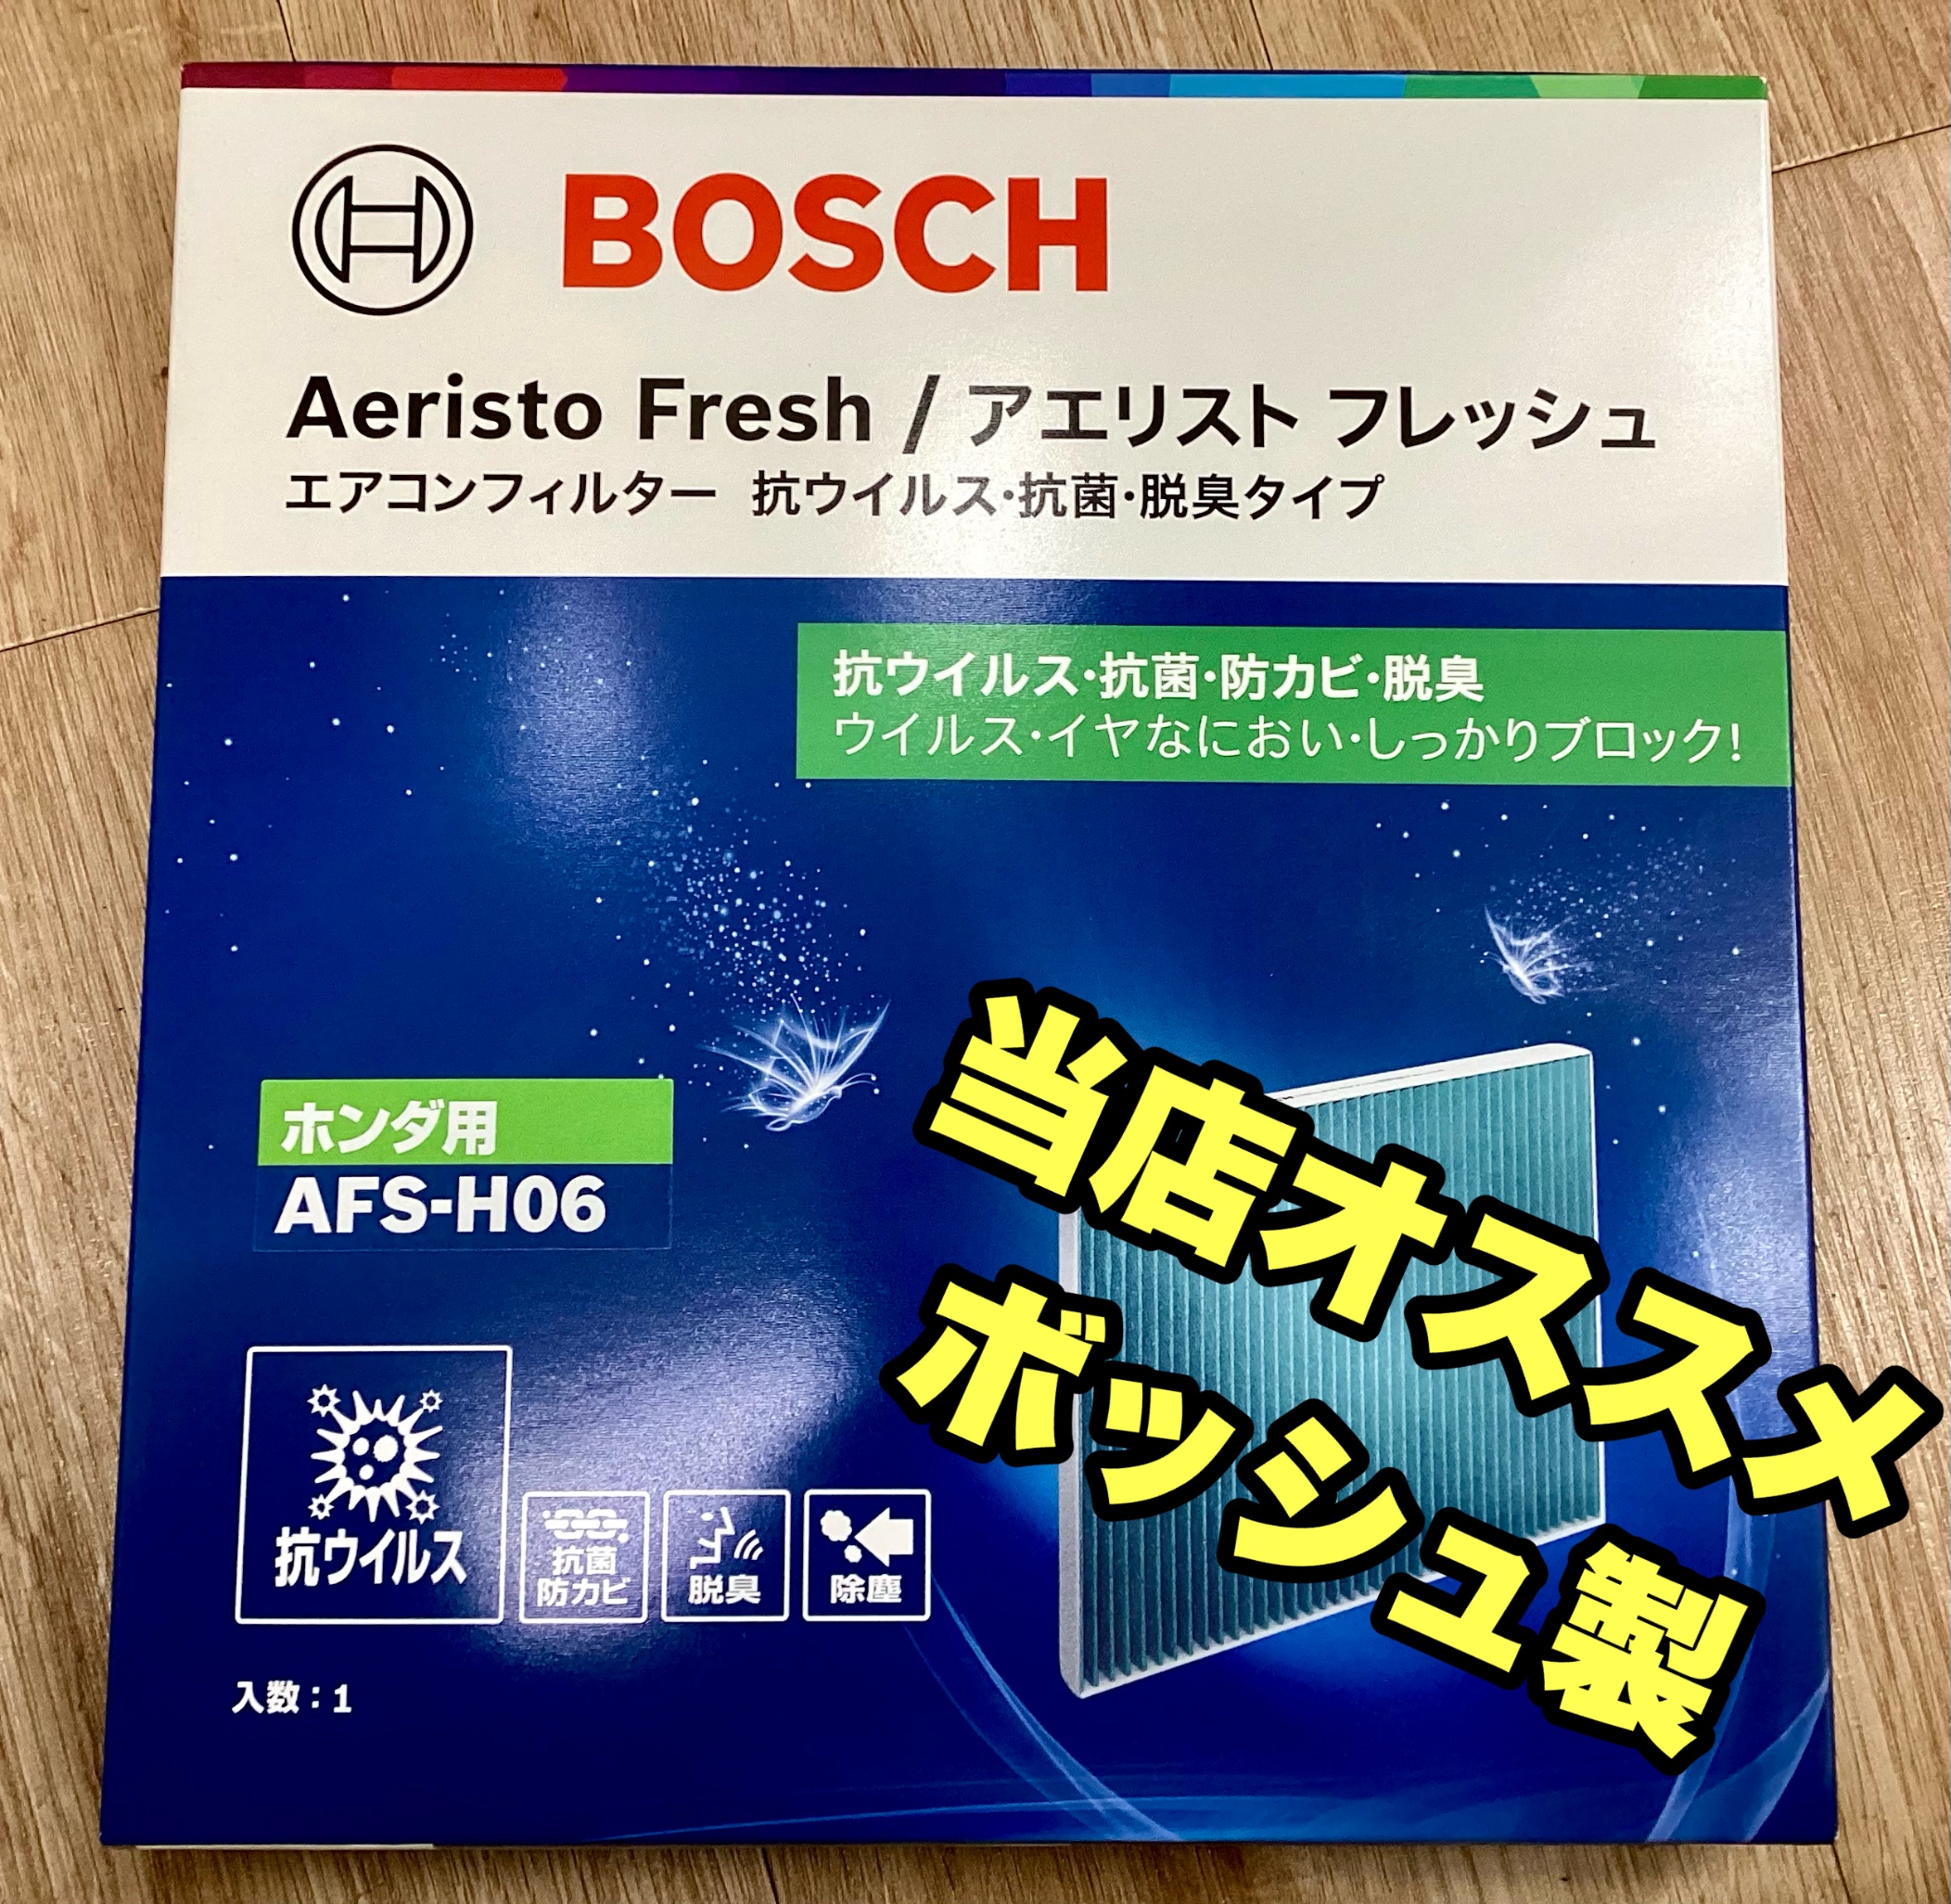 BOSCH
Aeristo Fresh / アエリスト フレッシュ
エアコンフィルター 抗ウイルス・抗菌・脱臭タイプ
抗ウイルス・抗菌・防カビ・脱臭
ウイルス・イヤなにおい・しっかりブロック!
ホンダ用
AFS-H06
当店オススメ
ボッシュ製
抗ウイルス
抗菌
防カビ
脱臭
除塵
入数：1